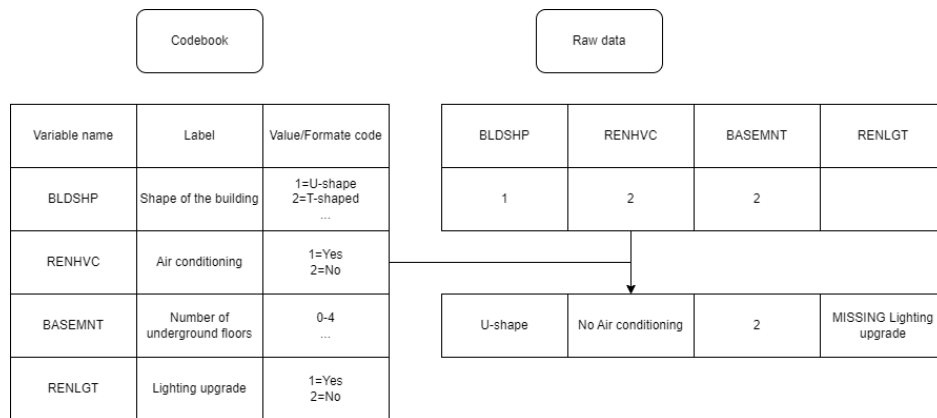 Codebook
Raw data
Variable name
Label
Value/Formate code
BLDSHP
Shape of the building
1=U-shape
2=T-shaped
...
RENHVC
Air conditioning
1=Yes
2=No
BASEMNT
Number of
underground floors
0-4
...
RENLGT
Lighting upgrade
1=Yes
2=No
BLDSHP
RENHVC
BASEMNT
RENLGT
1
2
2
U-shape
No Air conditioning
2
MISSING Lighting
upgrade